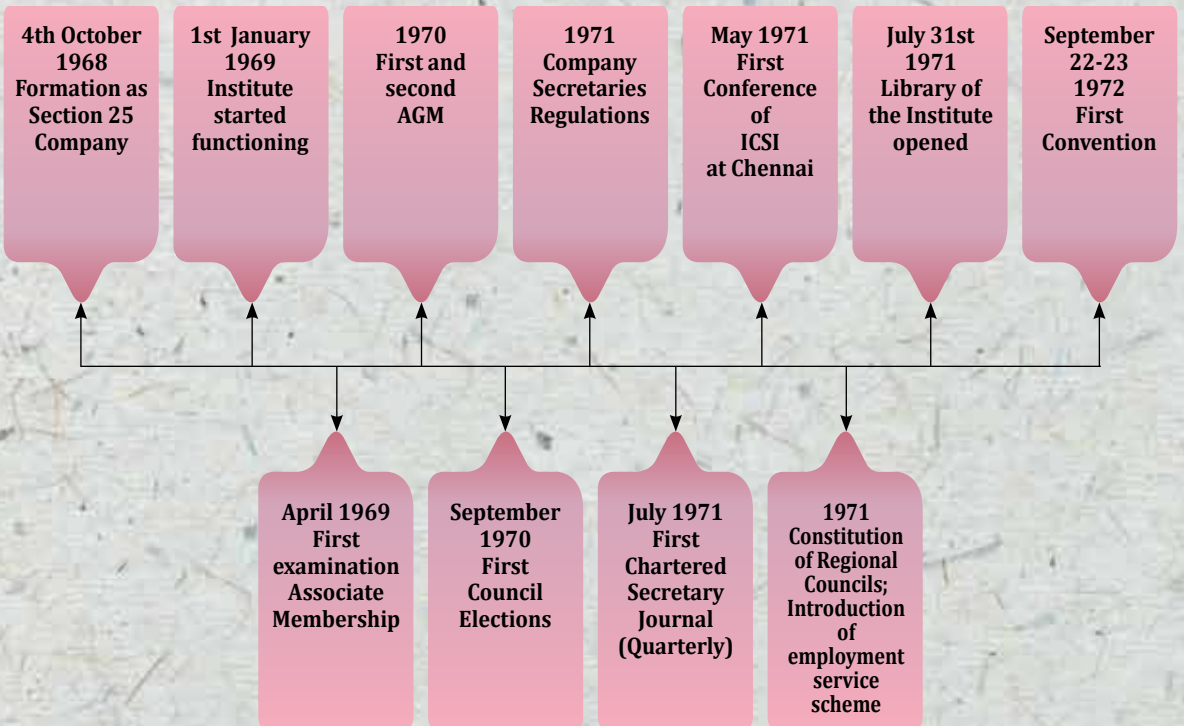 4th October
1968
Formation as
Section 25
Company
1st January
1969
Institute
started
functioning
1970
First and
second
AGM
1971
Company
Secretaries
Regulations
May 1971
First
Conference
of
ICSI
at Chennai
July 31st
1971
Library of
the Institute
opened
September
22-23
1972
First
Convention
April 1969
First
examination
Associate
Membership
September
1970
First
Council
Elections
July 1971
First
Chartered
Secretary
Journal
(Quarterly)
1971
Constitution
of Regional
Councils;
Introduction
of
employment
service
scheme